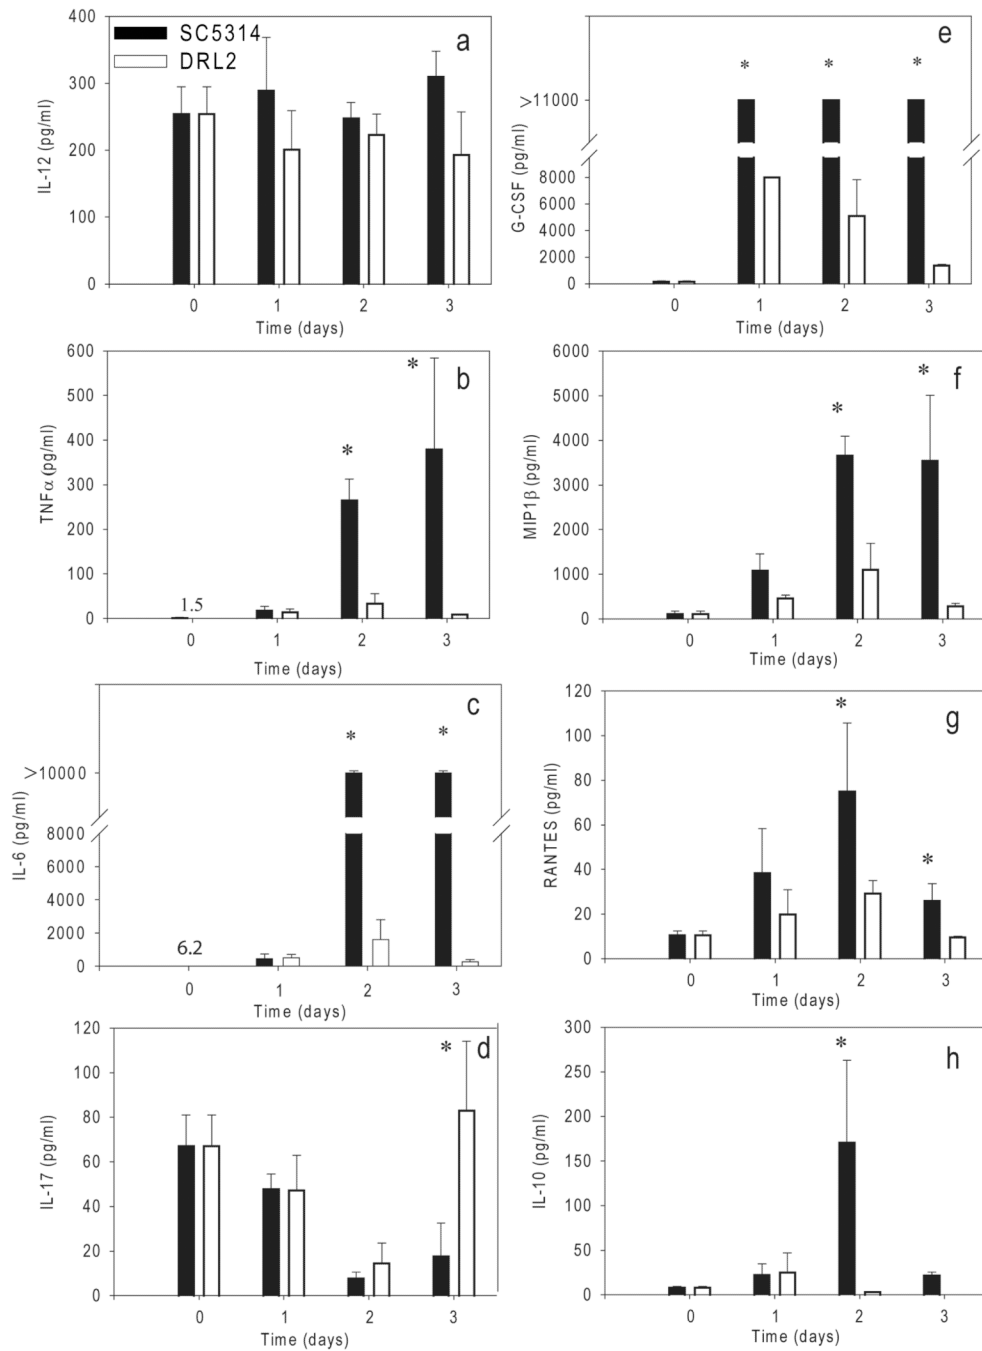 SC5314
DRL2
a
IL-12 (pg/ml)
400
300
200
100
0
0 1 2 3
Time (days)
e
* * *
G-CSF (pg/ml)
>11000
8000
6000
4000
2000
0
0 1 2 3
Time (days)
b
*
*
TNFα (pg/ml)
600
500
400
300
200
100
0
1.5
0 1 2 3
Time (days)
f
*
*
MIP1β (pg/ml)
6000
5000
4000
3000
2000
1000
0
0 1 2 3
Time (days)
c
* *
IL-6 (pg/ml)
>10000
8000
6000
4000
2000
0
6.2
0 1 2 3
Time (days)
g
*
*
RANTES (pg/ml)
120
100
80
60
40
20
0
0 1 2 3
Time (days)
d
*
IL-17 (pg/ml)
120
100
80
60
40
20
0
0 1 2 3
Time (days)
h
*
IL-10 (pg/ml)
300
250
200
150
100
50
0
0 1 2 3
Time (days)